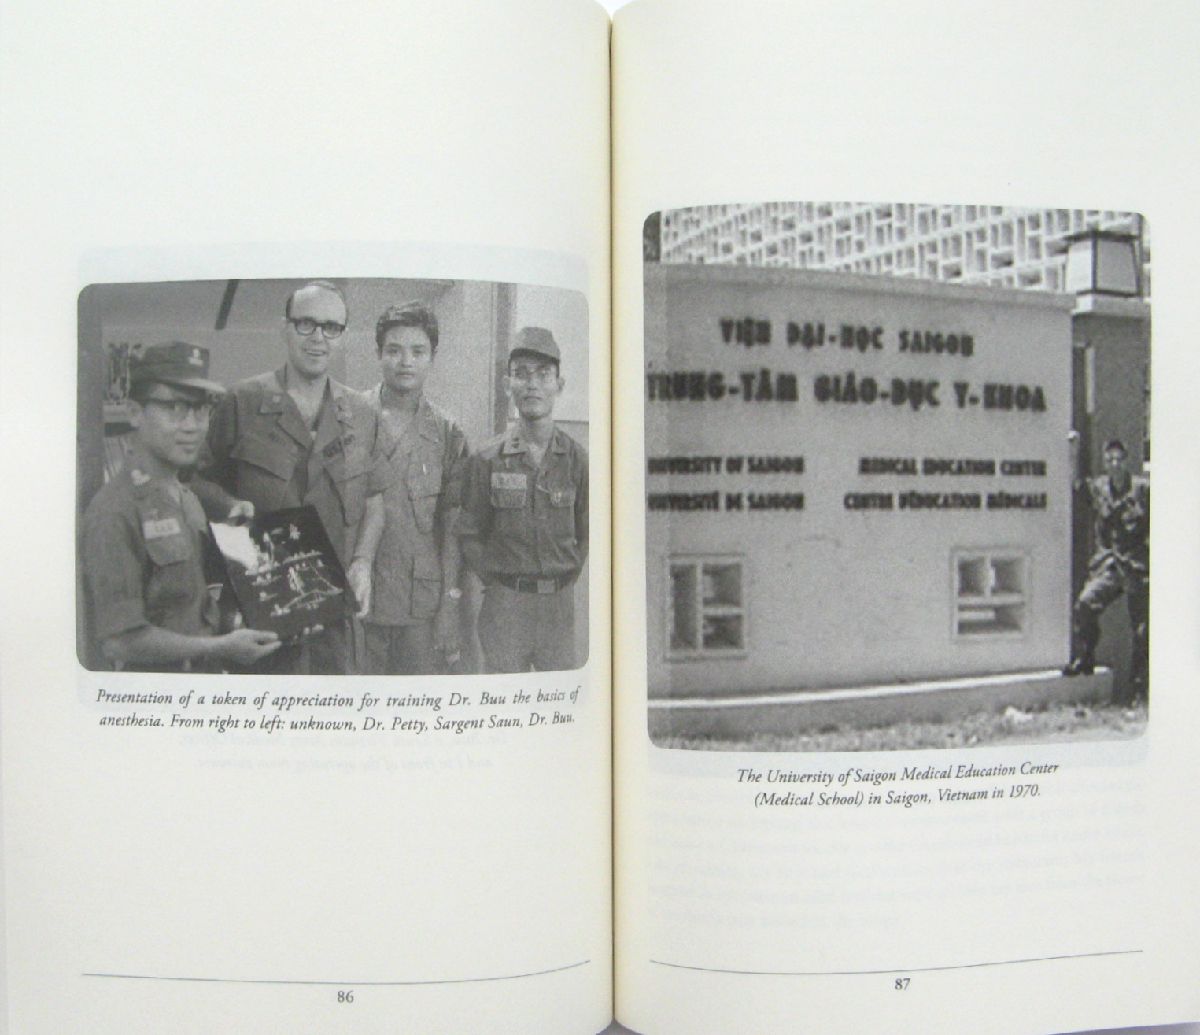 Presentation of a token of appreciation for training Dr. Buu the basics of
anesthesia. From right to left: unknown, Dr. Petty, Sargent Saun, Dr. Buu.
86
VIỆN ĐẠI-HỌC SAIGON
TRUNG-TÂM GIÁO-DỤC Y-KHOA
UNIVERSITY OF SAIGON MEDICAL EDUCATION CENTER
UNIVERSITÉ DE SAIGON CENTRE D'ÉDUCATION MÉDICALE
The University of Saigon Medical Education Center
(Medical School) in Saigon, Vietnam in 1970.
87